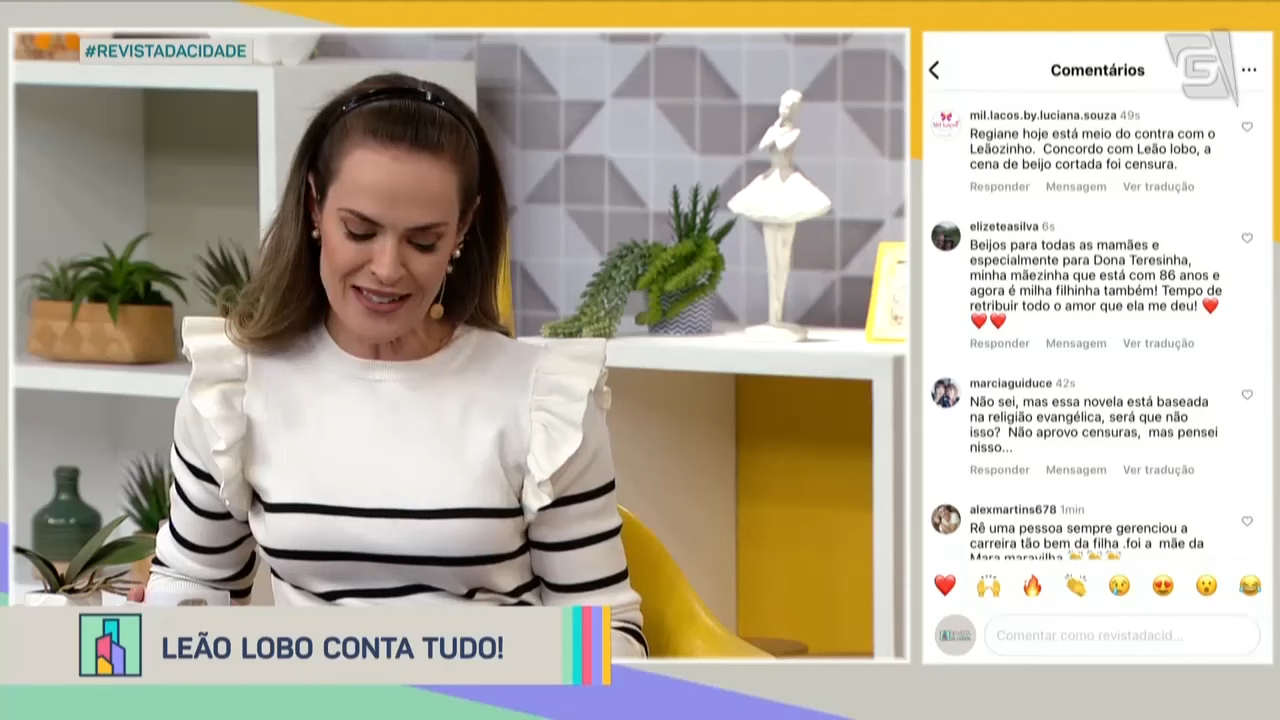 #REVISTADACIDADE
Comentários
mil.lacos.by.luciana.souza 49s
Regiane hoje está meio do contra com o
Leãozinho. Concordo com Leão lobo, a
cena de beijo cortada foi censura.
Responder Mensagem Ver tradução
elizeteasilva 6s
Beijos para todas as mamães e
especialmente para Dona Teresinha,
minha mãezinha que está com 86 anos e
agora é milha filhinha também! Tempo de
retribuir todo o amor que ela me deu! ❤️
❤️❤️
Responder Mensagem Ver tradução
marciaguiduce 42s
Não sei, mas essa novela está baseada
na religião evangélica, será que não
isso? Não aprovo censuras, mas pensei
nisso...
Responder Mensagem Ver tradução
alexmartins678 1min
Rê uma pessoa sempre gerenciou a
carreira tão bem da filha .foi a mãe da
Mara maravilha 👏👏👏
Comentar como revistadacid...
LEÃO LOBO CONTA TUDO!